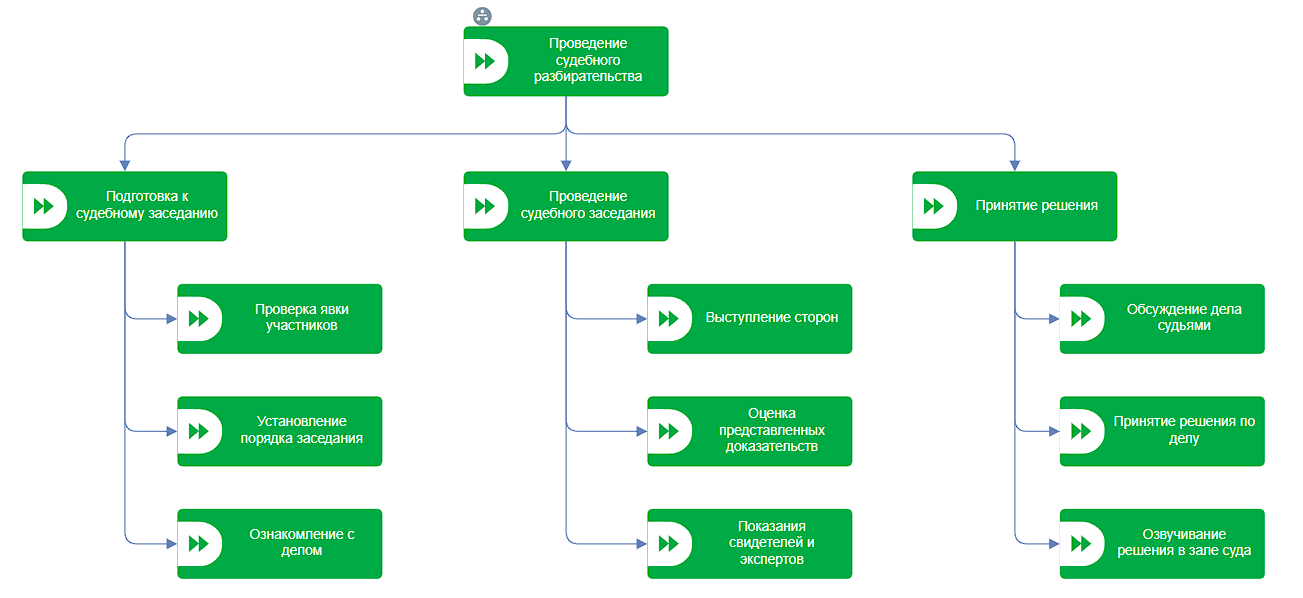 Проведение
судебного
разбирательства
Подготовка к
судебному заседанию
Проведение
судебного заседания
Принятие решения
Проверка явки
участников
Выступление сторон
Обсуждение дела
судьями
Установление
порядка заседания
Оценка
представленных
доказательств
Принятие решения по
делу
Ознакомление с
делом
Показания
свидетелей и
экспертов
Озвучивание
решения в зале суда